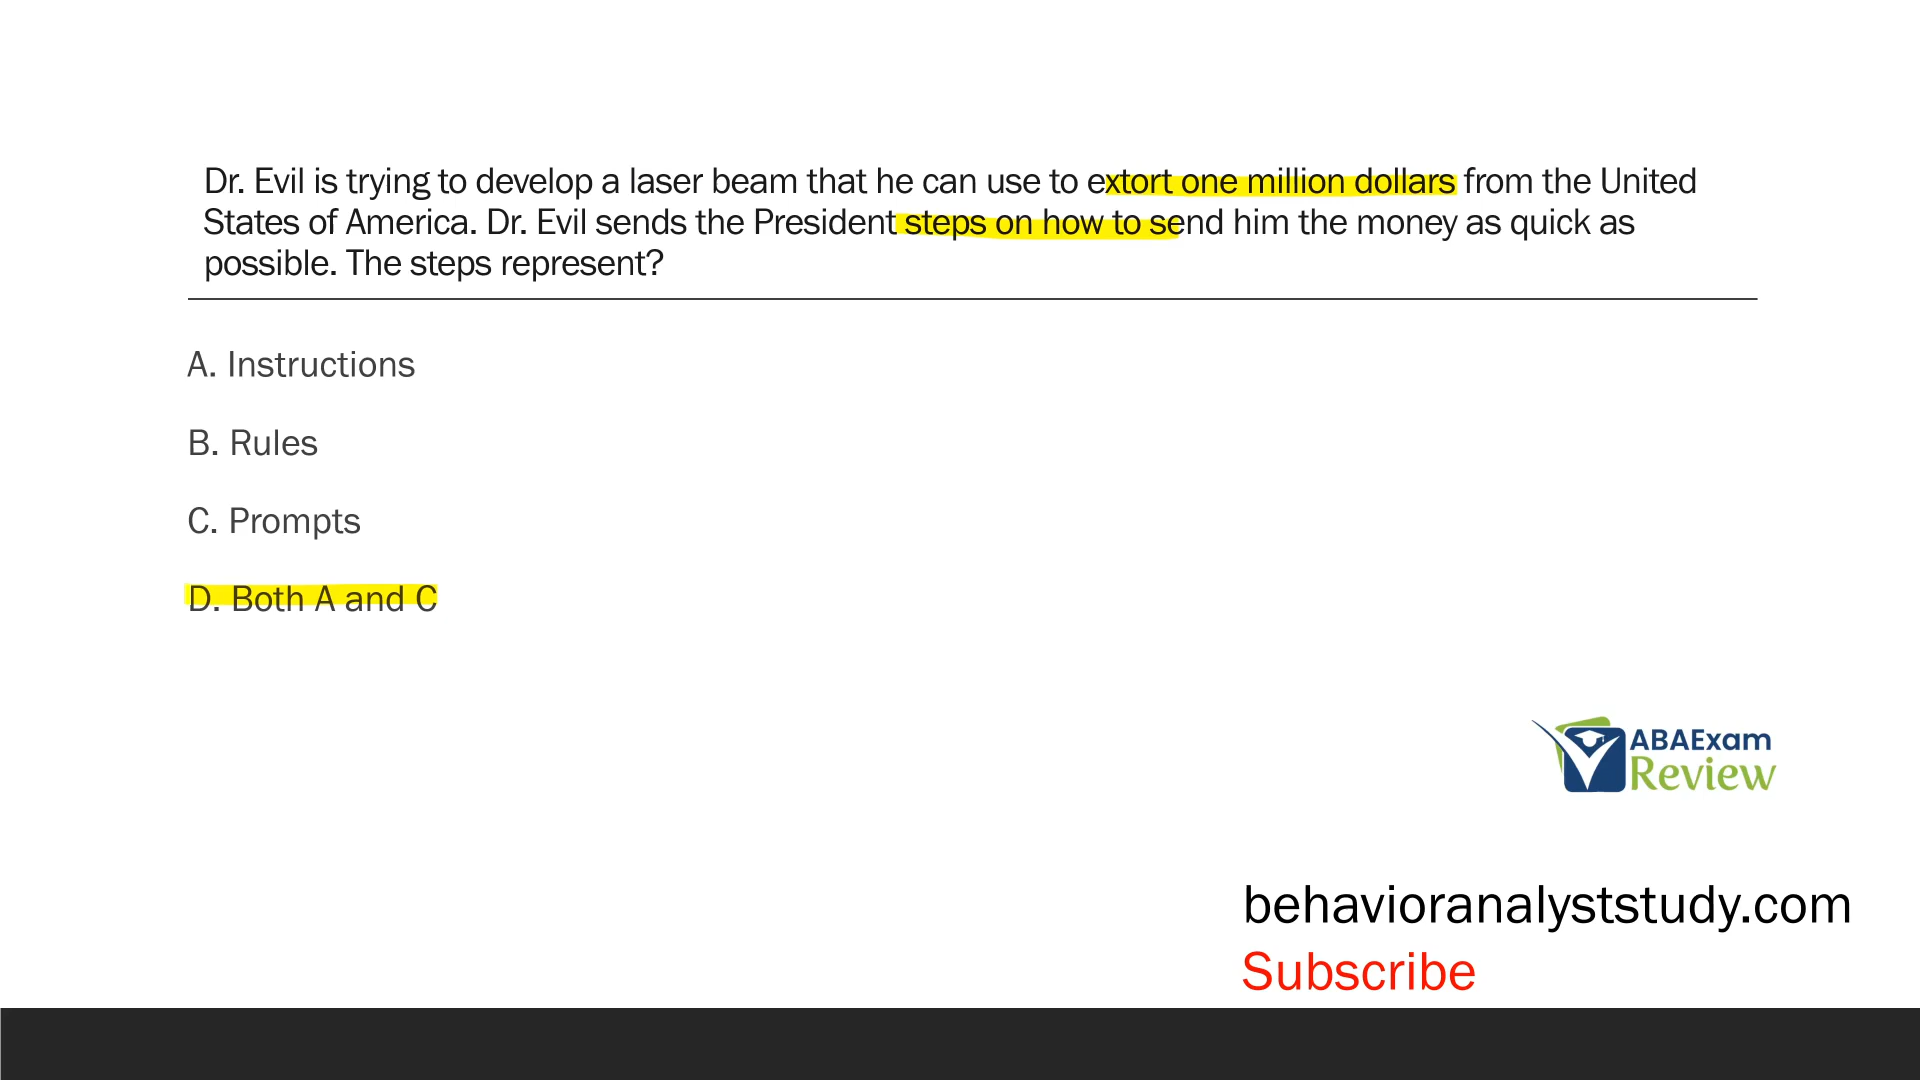 Dr. Evil is trying to develop a laser beam that he can use to extort one million dollars from the United
States of America. Dr. Evil sends the President steps on how to send him the money as quick as
possible. The steps represent?
A. Instructions
B. Rules
C. Prompts
D. Both A and C
ABAExam
Review
behavioranalyststudy.com
Subscribe